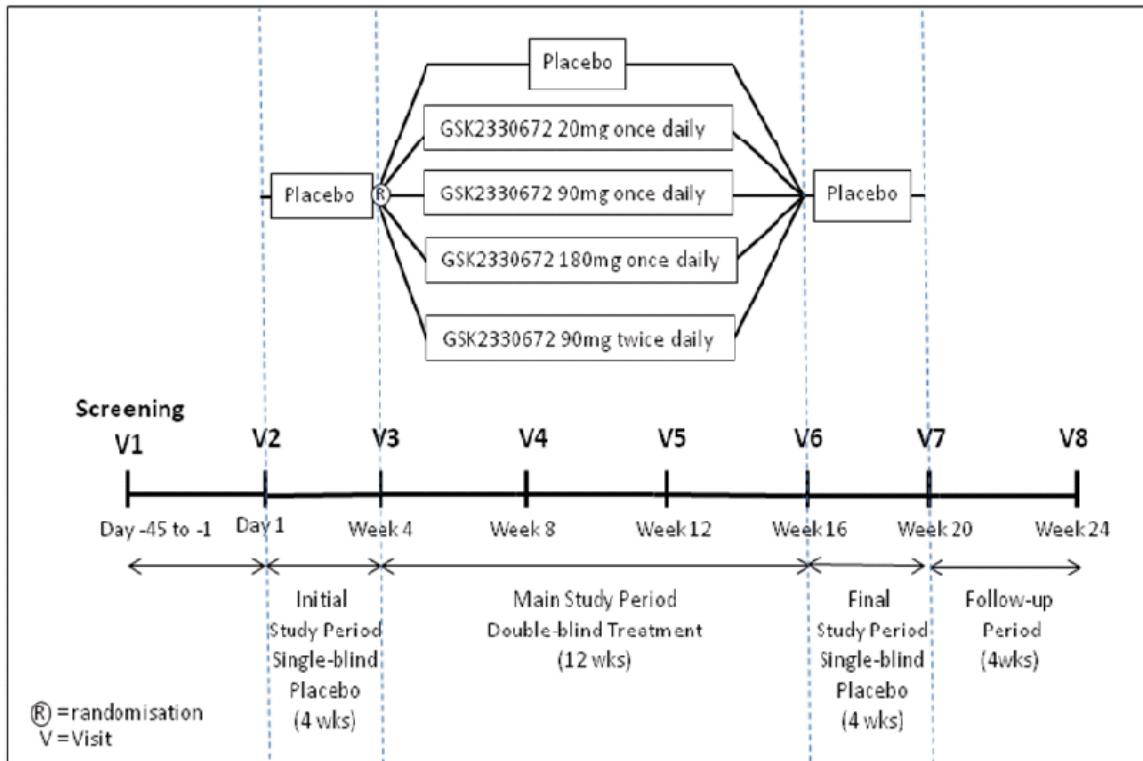 Placebo
GSK2330672 20mg once daily
Placebo
R
GSK2330672 90mg once daily
Placebo
GSK2330672 180mg once daily
GSK2330672 90mg twice daily
Screening
V1
V2
V3
V4
V5
V6
V7
V8
Day -45 to -1
Day 1
Week 4
Week 8
Week 12
Week 16
Week 20
Week 24
Initial
Study Period
Single-blind
Placebo
(4 wks)
Main Study Period
Double-blind Treatment
(12 wks)
Final
Study Period
Single-blind
Placebo
(4 wks)
Follow-up
Period
(4wks)
R =randomisation
V =Visit